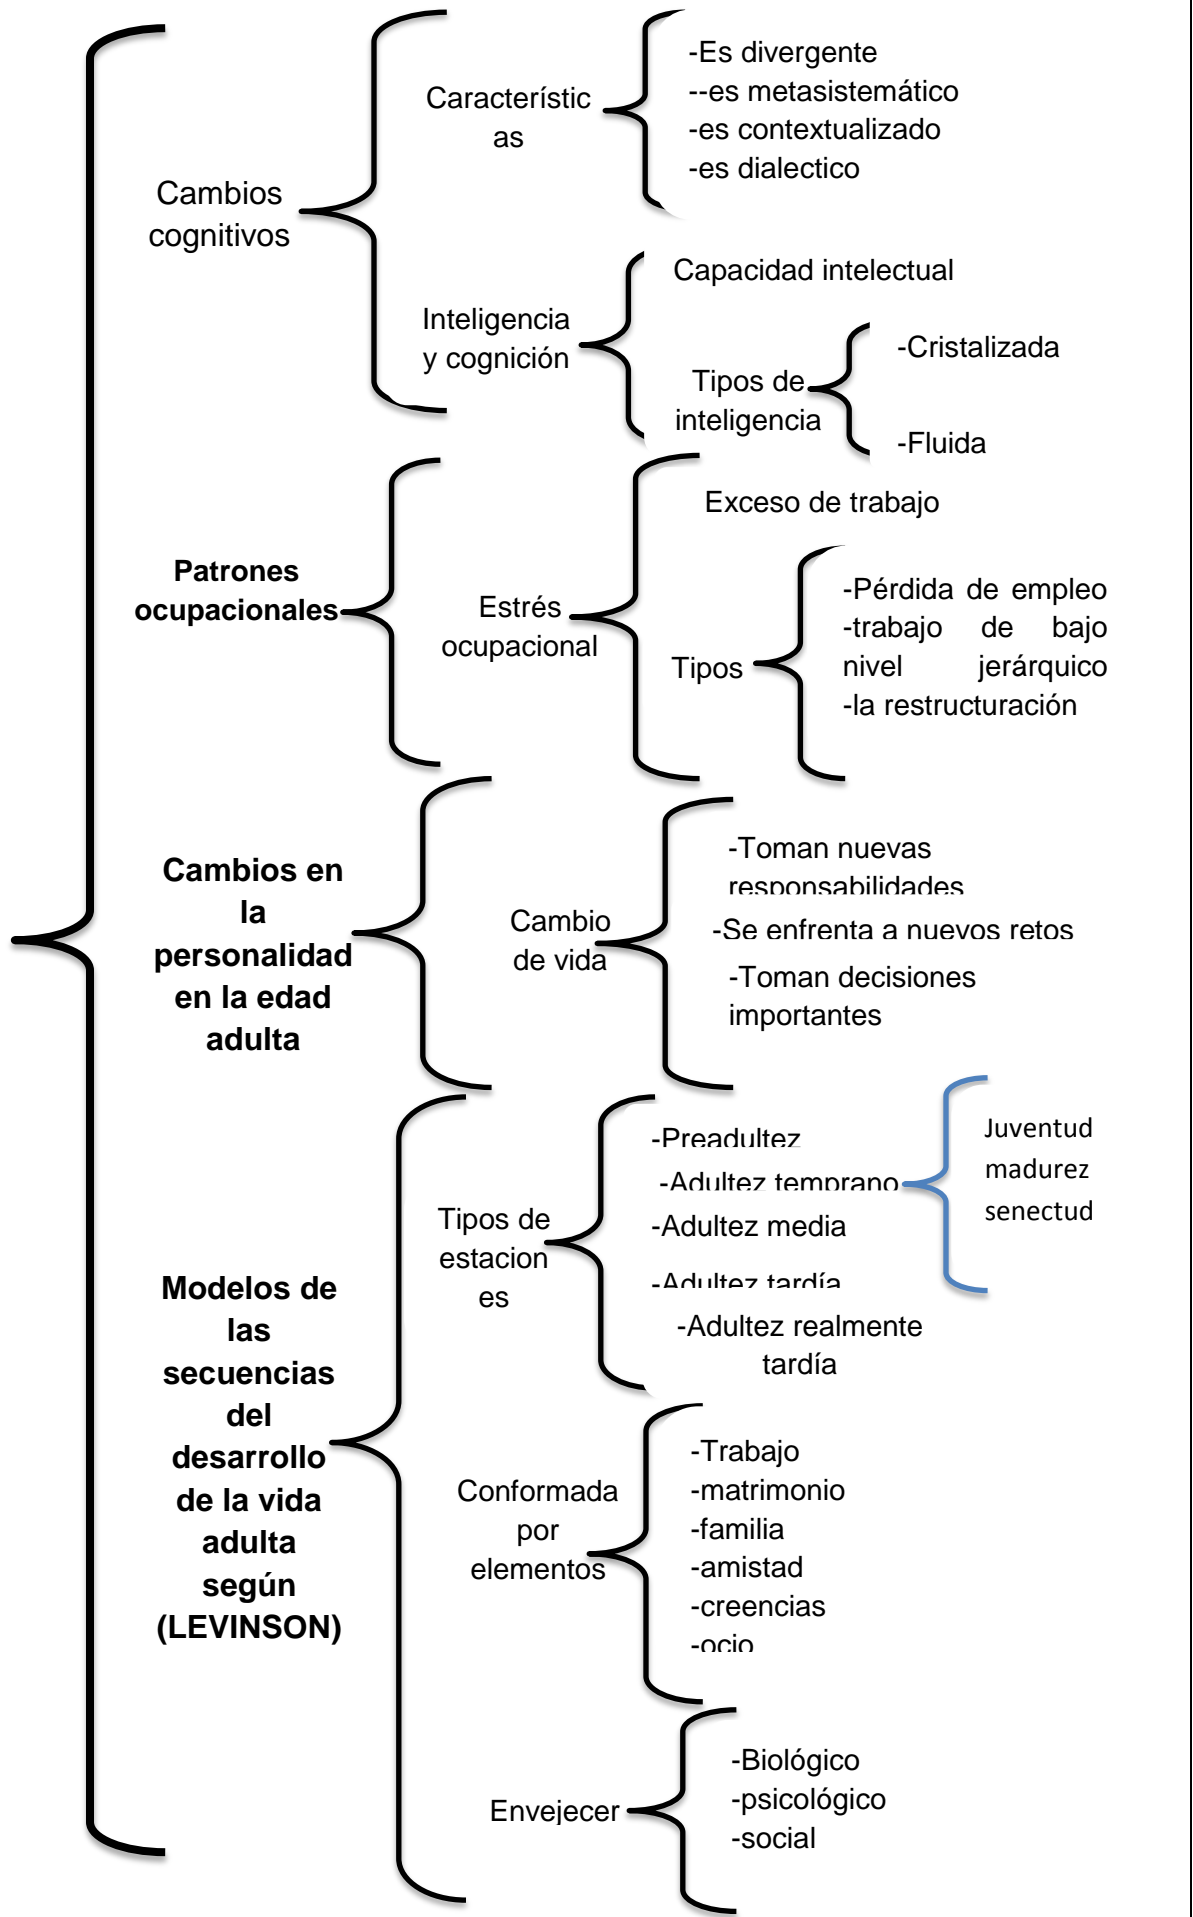 Cambios
cognitivos
Característic
as
-Es divergente
--es metasistemático
-es contextualizado
-es dialectico
Inteligencia
y cognición
Capacidad intelectual
Tipos de
inteligencia
-Cristalizada
-Fluida
Patrones
ocupacionales
Estrés
ocupacional
Exceso de trabajo
Tipos
-Pérdida de empleo
-trabajo de bajo
nivel jerárquico
-la restructuración
Cambios en
la
personalidad
en la edad
adulta
Cambio
de vida
-Toman nuevas
responsabilidades
-Se enfrenta a nuevos retos
-Toman decisiones
importantes
Modelos de
las
secuencias
del
desarrollo
de la vida
adulta
según
(LEVINSON)
Tipos de
estacion
es
-Preadultez
-Adultez temprano
Juventud
madurez
senectud
-Adultez media
-Adultez tardía
-Adultez realmente
tardía
Conformada
por
elementos
-Trabajo
-matrimonio
-familia
-amistad
-creencias
-ocio
Envejecer
-Biológico
-psicológico
-social